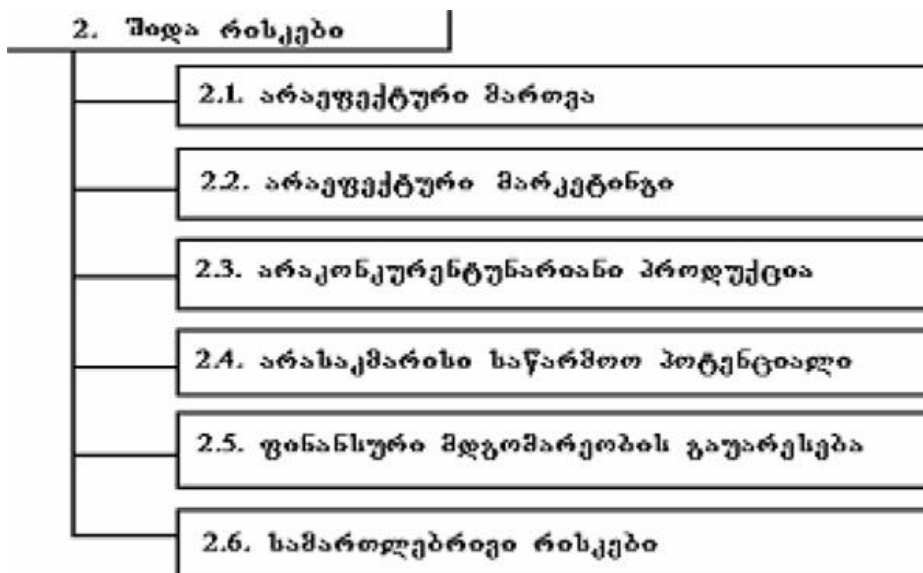 2. შიდა რისკები
2.1. არაეფექტური მართვა
2.2. არაეფექტური მარკეტინგი
2.3. არაკონკურენტუნარიანი პროდუქცია
2.4. არასაკმარისი საწარმოო პოტენციალი
2.5. ფინანსური მდგომარეობის გაუარესება
2.6. სამართლებრივი რისკები